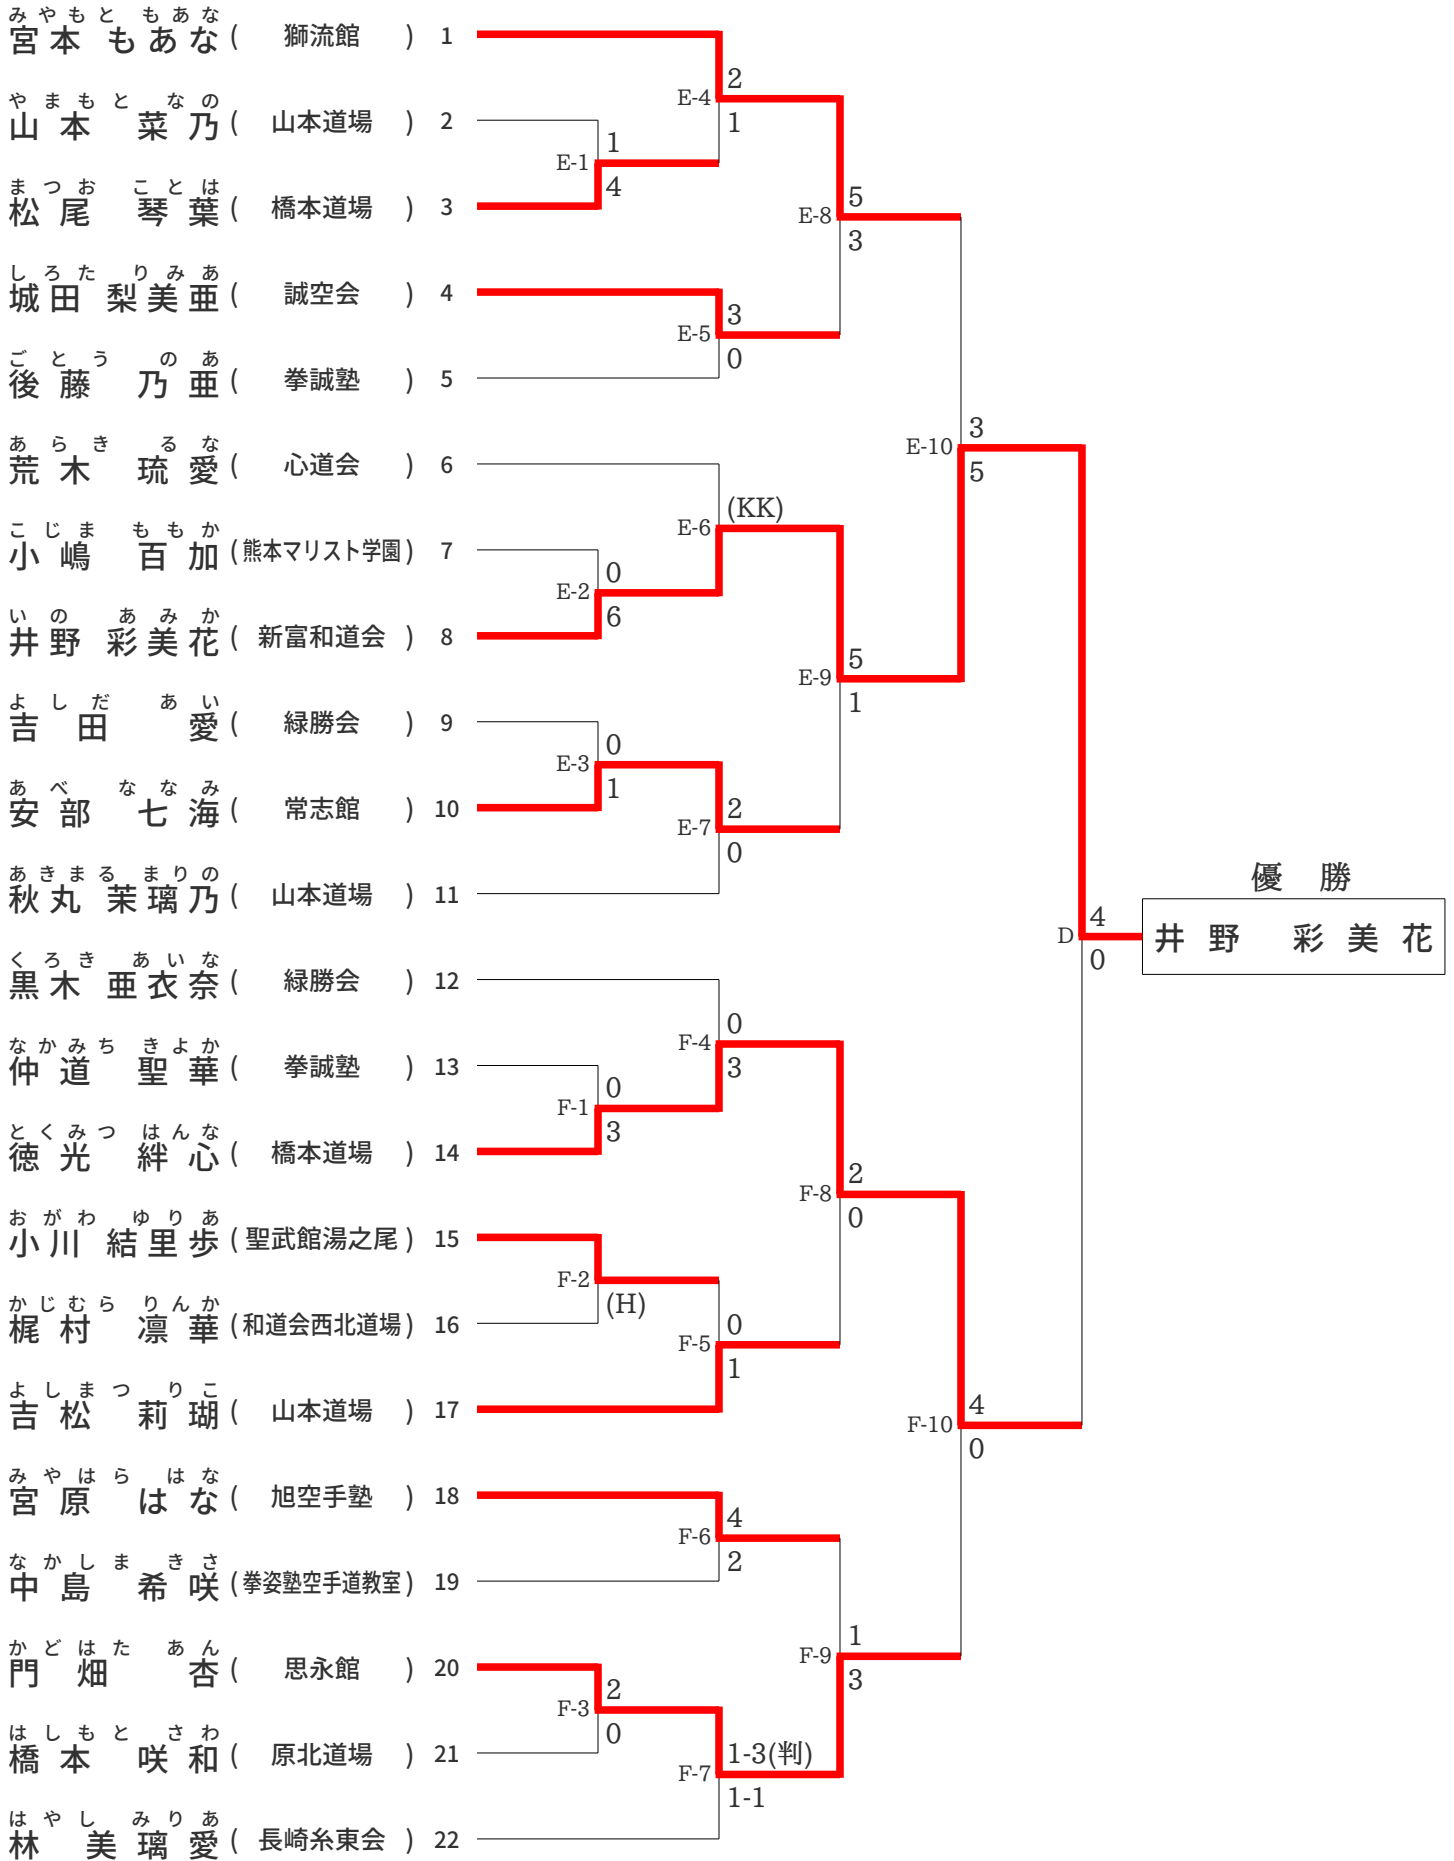 みやもと もあな
宮本 もあな ( 獅流館 ) 1
やまもと なの
山本 菜乃 ( 山本道場 ) 2
まつお ことは
松尾 琴葉 ( 橋本道場 ) 3
しろた りみあ
城田 梨美亜 ( 誠空会 ) 4
ごとう のあ
後藤 乃亜 ( 拳誠塾 ) 5
あらき るな
荒木 琉愛 ( 心道会 ) 6
こじま ももか
小嶋 百加 ( 熊本マリスト学園 ) 7
いの あみか
井野 彩美花 ( 新富和道会 ) 8
よしだ あい
吉田 愛 ( 緑勝会 ) 9
あべ ななみ
安部 七海 ( 常志館 ) 10
あきまる まりの
秋丸 茉璃乃 ( 山本道場 ) 11
くろき あいな
黒木 亜衣奈 ( 緑勝会 ) 12
なかみち きよか
仲道 聖華 ( 拳誠塾 ) 13
とくみつ はんな
徳光 絆心 ( 橋本道場 ) 14
おがわ ゆりあ
小川 結里歩 ( 聖武館湯之尾 ) 15
かじむら りんか
梶村 凛華 ( 和道会西北道場 ) 16
よしまつ りこ
吉松 莉瑚 ( 山本道場 ) 17
みやはら はな
宮原 はな ( 旭空手塾 ) 18
なかしま きさ
中島 希咲 ( 拳姿塾空手道教室 ) 19
かどはた あん
門畑 杏 ( 思永館 ) 20
はしもと さわ
橋本 咲和 ( 原北道場 ) 21
はやし みりあ
林 美璃愛 ( 長崎糸東会 ) 22
1
E-1
4
0
E-2
6
0
E-3
1
0
F-1
3
F-2
(H)
2
F-3
0
2
E-4
1
3
E-5
0
(KK)
E-6
2
E-7
0
0
F-4
3
0
F-5
1
4
F-6
2
1-3(判)
F-7
1-1
5
E-8
3
5
E-9
1
2
F-8
0
1
F-9
3
3
E-10
5
4
F-10
0
4
D
0
優 勝
井野 彩美花